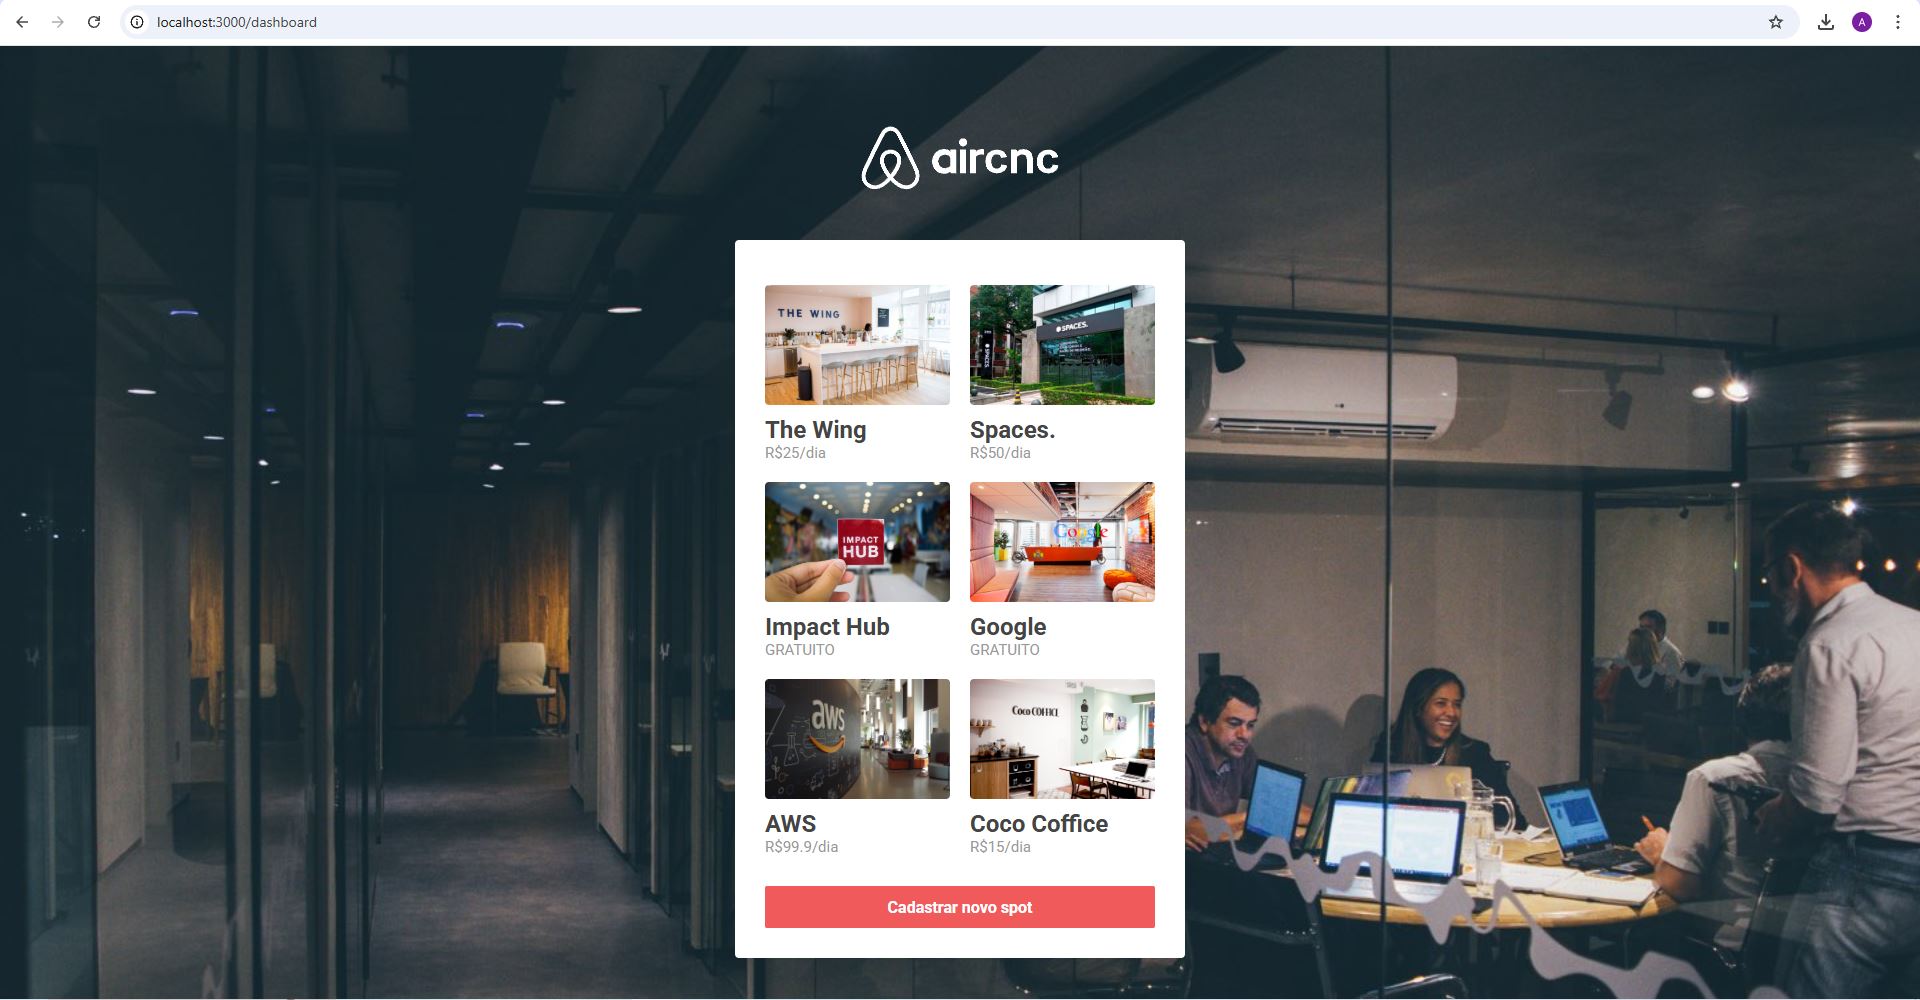 localhost:3000/dashboard
A
aircnc
THE WING
SPACES.
SPACES
The Wing
R$25/dia
Spaces.
R$50/dia
IMPACT
HUB
Google
Impact Hub
GRATUITO
Google
GRATUITO
aws
Coco COFFICE
AWS
R$99.9/dia
Coco Coffice
R$15/dia
Cadastrar novo spot